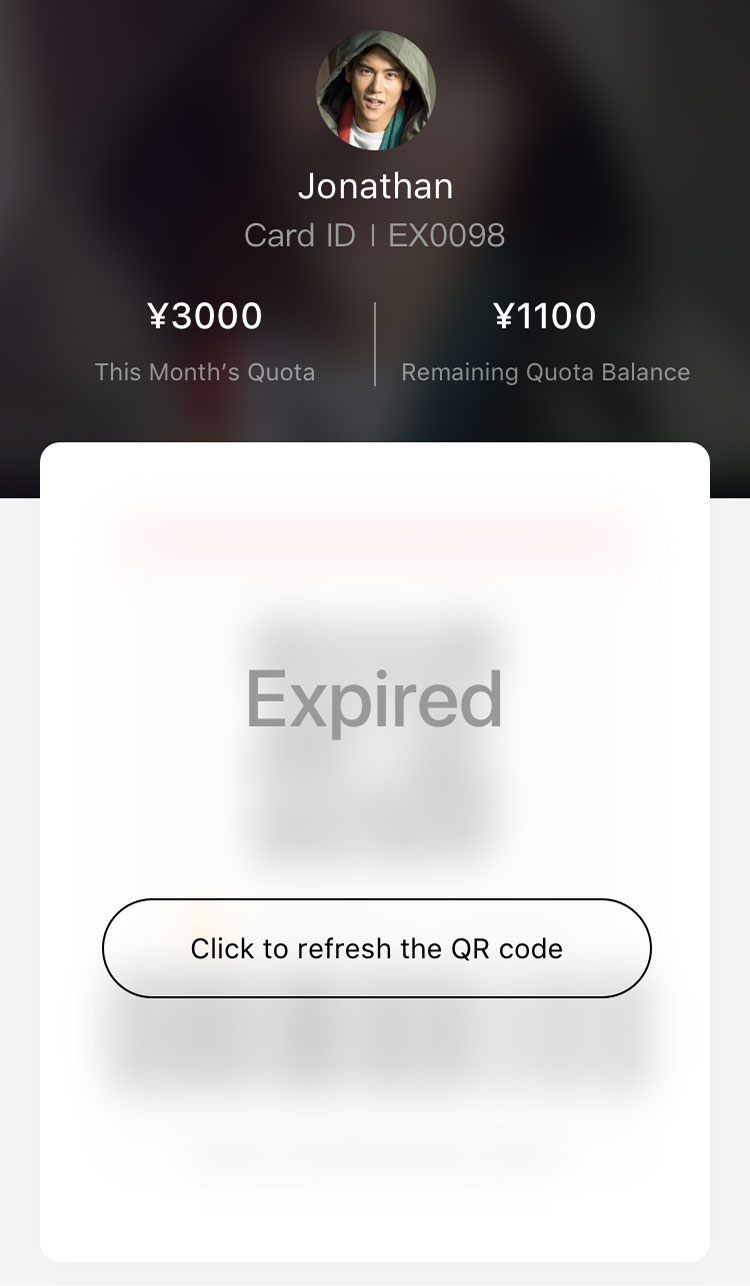 Jonathan
Card ID | EX0098
¥3000
This Month’s Quota
¥1100
Remaining Quota Balance
Expired
Click to refresh the QR code